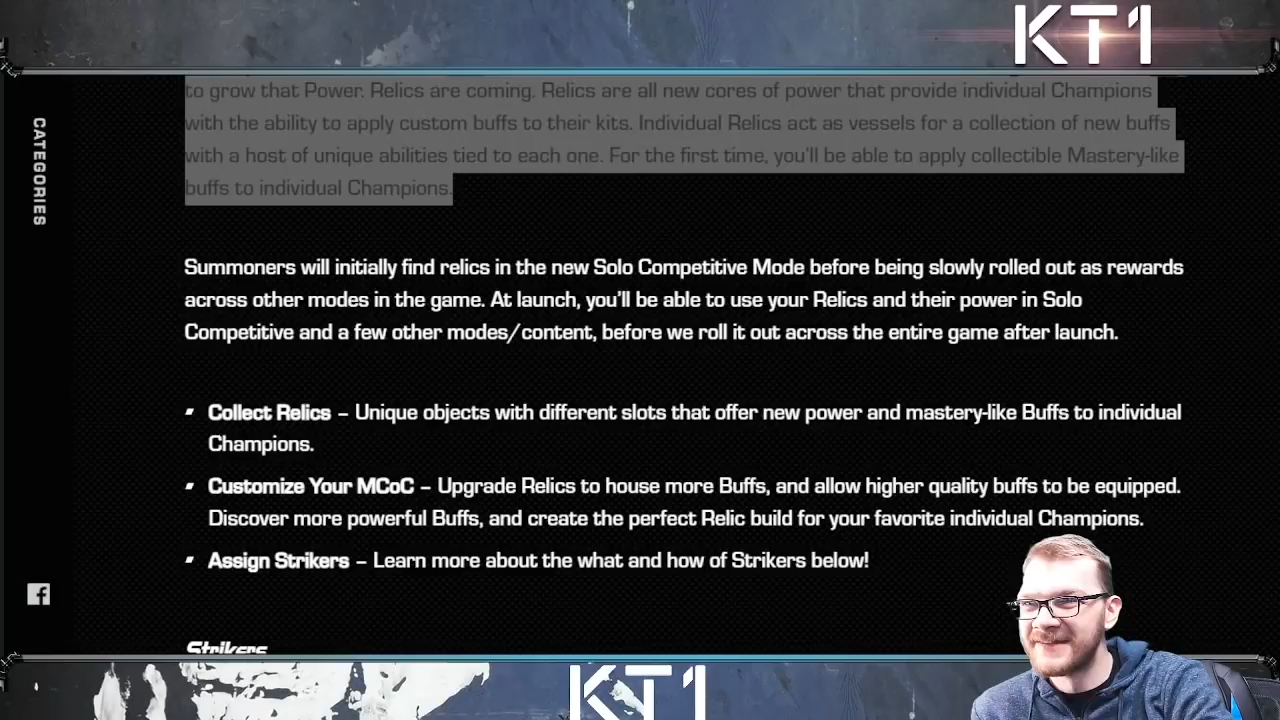 KT1
CATEGORIES
to grow that Power. Relics are coming. Relics are all new cores of power that provide individual Champions
with the ability to apply custom buffs to their kits. Individual Relics act as vessels for a collection of new buffs
with a host of unique abilities tied to each one. For the first time, you'll be able to apply collectible Mastery-like
buffs to individual Champions.
Summoners will initially find relics in the new Solo Competitive Mode before being slowly rolled out as rewards
across other modes in the game. At launch, you'll be able to use your Relics and their power in Solo
Competitive and a few other modes/content, before we roll it out across the entire game after launch.
Collect Relics – Unique objects with different slots that offer new power and mastery-like Buffs to individual
Champions.
Customize Your MCoC – Upgrade Relics to house more Buffs, and allow higher quality buffs to be equipped.
Discover more powerful Buffs, and create the perfect Relic build for your favorite individual Champions.
Assign Strikers – Learn more about the what and how of Strikers below!
Strikers
KT1